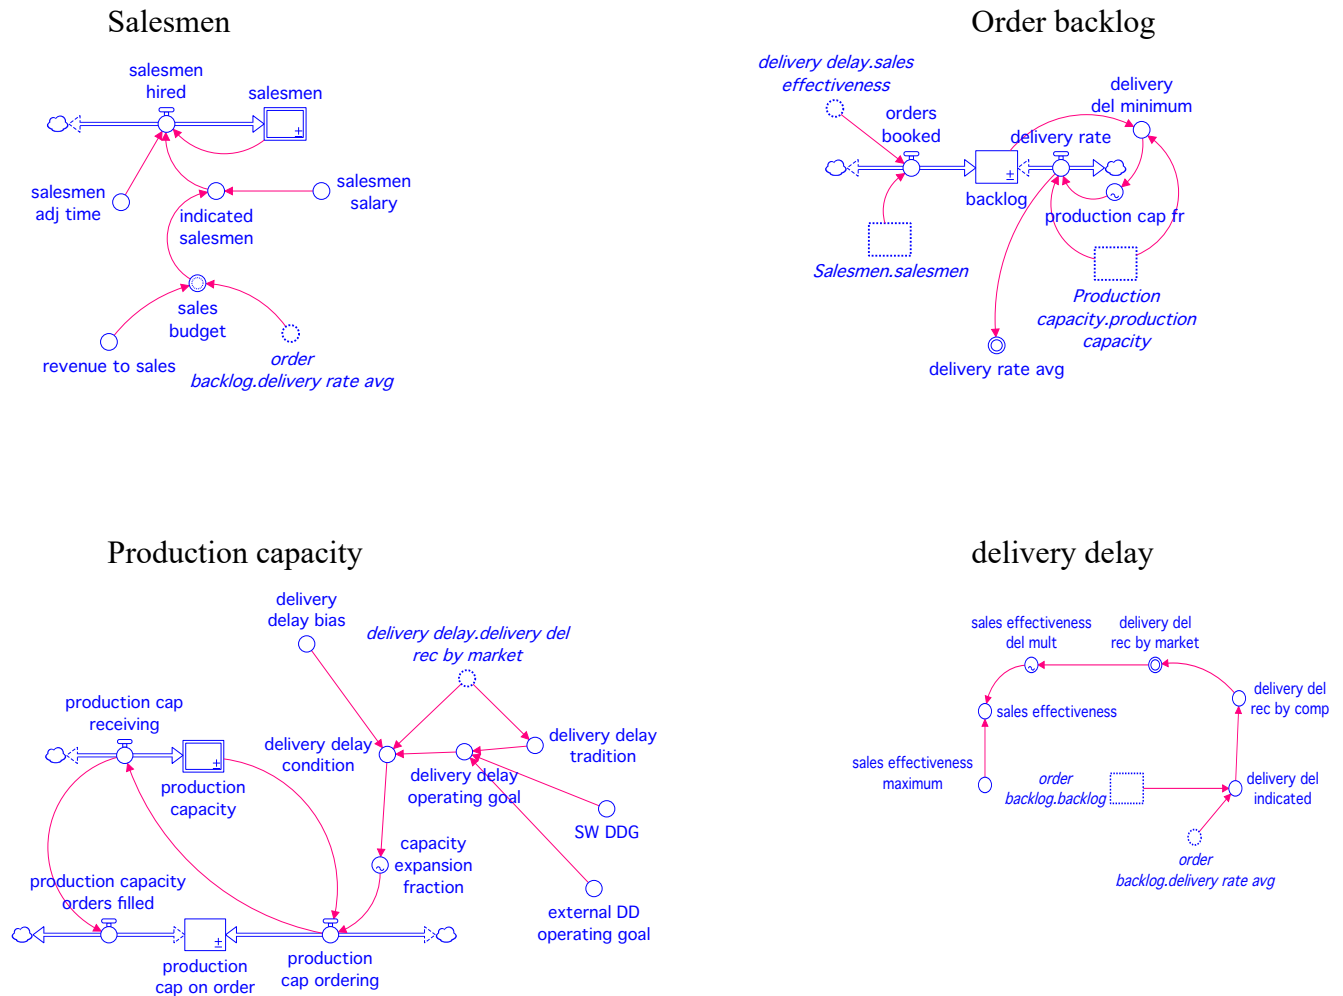 Salesmen
salesmen
hired
salesmen
salesmen
adj time
indicated
salesmen
salesmen
salary
sales
budget
revenue to sales
order
backlog.delivery rate avg
Order backlog
delivery delay.sales
effectiveness
orders
booked
delivery
del minimum
delivery rate
backlog
production cap fr
Salesmen.salesmen
Production
capacity.production
capacity
delivery rate avg
Production capacity
delivery
delay bias
delivery delay.delivery del
rec by market
production cap
receiving
production
capacity
delivery delay
condition
delivery delay
operating goal
delivery delay
tradition
SW DDG
capacity
expansion
fraction
external DD
operating goal
production capacity
orders filled
production
cap on order
production
cap ordering
delivery delay
sales effectiveness
del mult
delivery del
rec by market
delivery del
rec by comp
sales effectiveness
sales effectiveness
maximum
order
backlog.backlog
delivery del
indicated
order
backlog.delivery rate avg